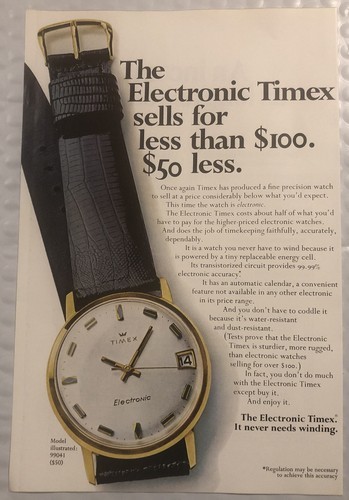 The
Electronic Timex
sells for
less than $100.
$50 less.
Once again Timex has produced a fine precision watch
to sell at a price considerably below what you'd expect.
This time the watch is electronic.
The Electronic Timex costs about half of what you'd
have to pay for the higher-priced electronic watches.
And does the job of timekeeping faithfully, accurately,
dependably.
It is a watch you never have to wind because it
is powered by a tiny replaceable energy cell.
Its transistorized circuit provides 99.99%
electronic accuracy*.
It has an automatic calendar, a convenient
feature not available in any other electronic
in its price range.
And you don't have to coddle it
because it's water-resistant
and dust-resistant.
(Tests prove that the Electronic
Timex is sturdier, more rugged,
than electronic watches
selling for over $100.)
In fact, you don't do much
with the Electronic Timex
except buy it.
And enjoy it.
The Electronic Timex.
It never needs winding.
TIMEX
14
Electronic
Model
illustrated:
99041
($50)
*Regulation may be necessary
to achieve this accuracy